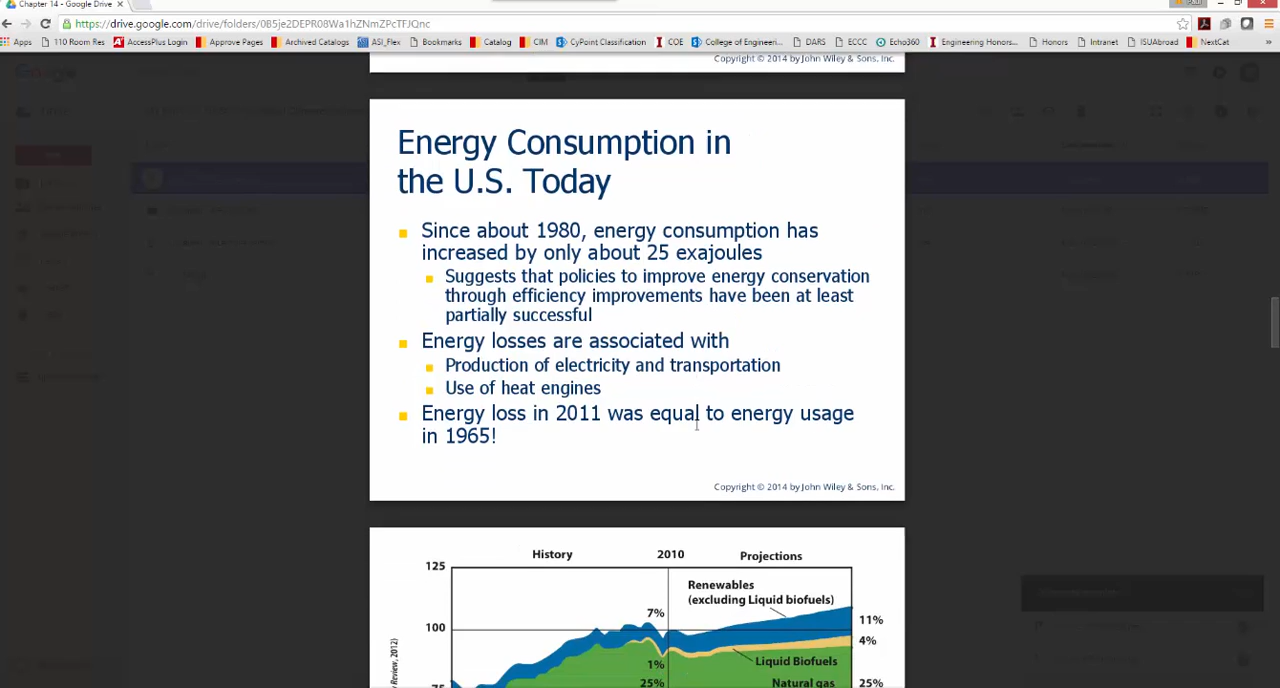 Chapter 14 - Google Drive
https://drive.google.com/drive/folders/0B5je2DEPR08Wa1hZNmZPcTFJQnc
Apps 110 Room Res AccessPlus Login Approve Pages Archived Catalogs ASI_Flex Bookmarks Catalog CIM CyPoint Classification COE College of Engineeri... DARS ECCC Echo360 Engineering Honors... Honors Intranet ISUAbroad NextCat »
Copyright © 2014 by John Wiley & Sons, Inc.
Energy Consumption in
the U.S. Today
Since about 1980, energy consumption has
increased by only about 25 exajoules
Suggests that policies to improve energy conservation
through efficiency improvements have been at least
partially successful
Energy losses are associated with
Production of electricity and transportation
Use of heat engines
Energy loss in 2011 was equal to energy usage
in 1965!
Copyright © 2014 by John Wiley & Sons, Inc.
History 2010 Projections
125
Renewables
(excluding Liquid biofuels)
7%
11%
100
4%
Review, 2012)
1%
Liquid Biofuels
25%
Natural gas
25%
75